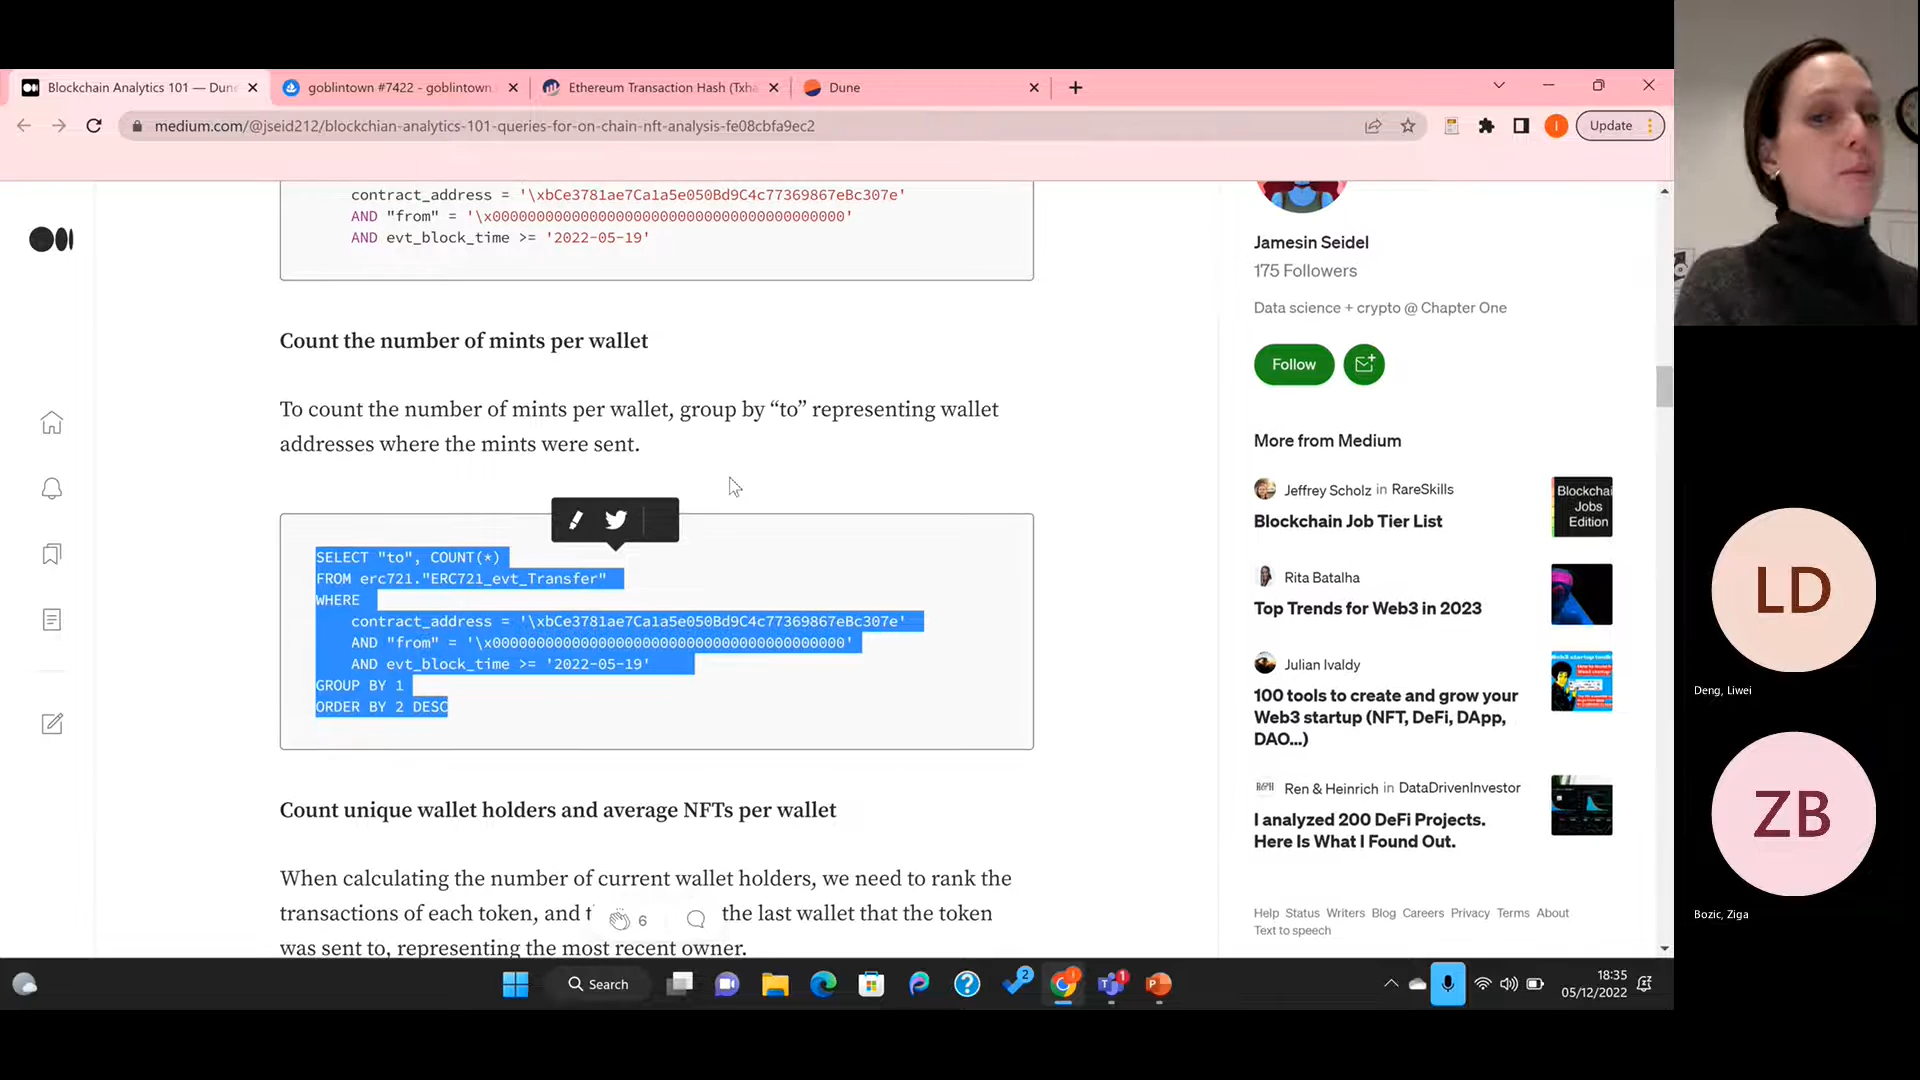 Blockchain Analytics 101 — Dun
goblintown #7422 - goblintown.
Ethereum Transaction Hash (Txha
Dune
medium.com/@jseid212/blockchian-analytics-101-queries-for-on-chain-nft-analysis-fe08cbfa9ec2
Update
contract_address = '\xbCe3781ae7Ca1a5e050Bd9C4c77369867eBc307e'
AND "from" = '\x0000000000000000000000000000000000000000'
AND evt_block_time >= '2022-05-19'
Count the number of mints per wallet
To count the number of mints per wallet, group by “to” representing wallet
addresses where the mints were sent.
SELECT "to", COUNT(*)
FROM erc721."ERC721_evt_Transfer"
WHERE
contract_address = '\xbCe3781ae7Ca1a5e050Bd9C4c77369867eBc307e'
AND "from" = '\x0000000000000000000000000000000000000000'
AND evt_block_time >= '2022-05-19'
GROUP BY 1
ORDER BY 2 DESC
Count unique wallet holders and average NFTs per wallet
When calculating the number of current wallet holders, we need to rank the
transactions of each token, and t the last wallet that the token
6
was sent to, representing the most recent owner.
Jamesin Seidel
175 Followers
Data science + crypto @ Chapter One
Follow
More from Medium
Jeffrey Scholz in RareSkills
Blockchain Job Tier List
Blockchai
Jobs
Edition
Rita Batalha
Top Trends for Web3 in 2023
Julian Ivaldy
100 tools to create and grow your
Web3 startup (NFT, DeFi, DApp,
DAO...)
Ren & Heinrich in DataDrivenInvestor
I analyzed 200 DeFi Projects.
Here Is What I Found Out.
Help Status Writers Blog Careers Privacy Terms About
Text to speech
Search
2
1
18:35
05/12/2022
LD
Deng, Liwei
ZB
Bozic, Ziga